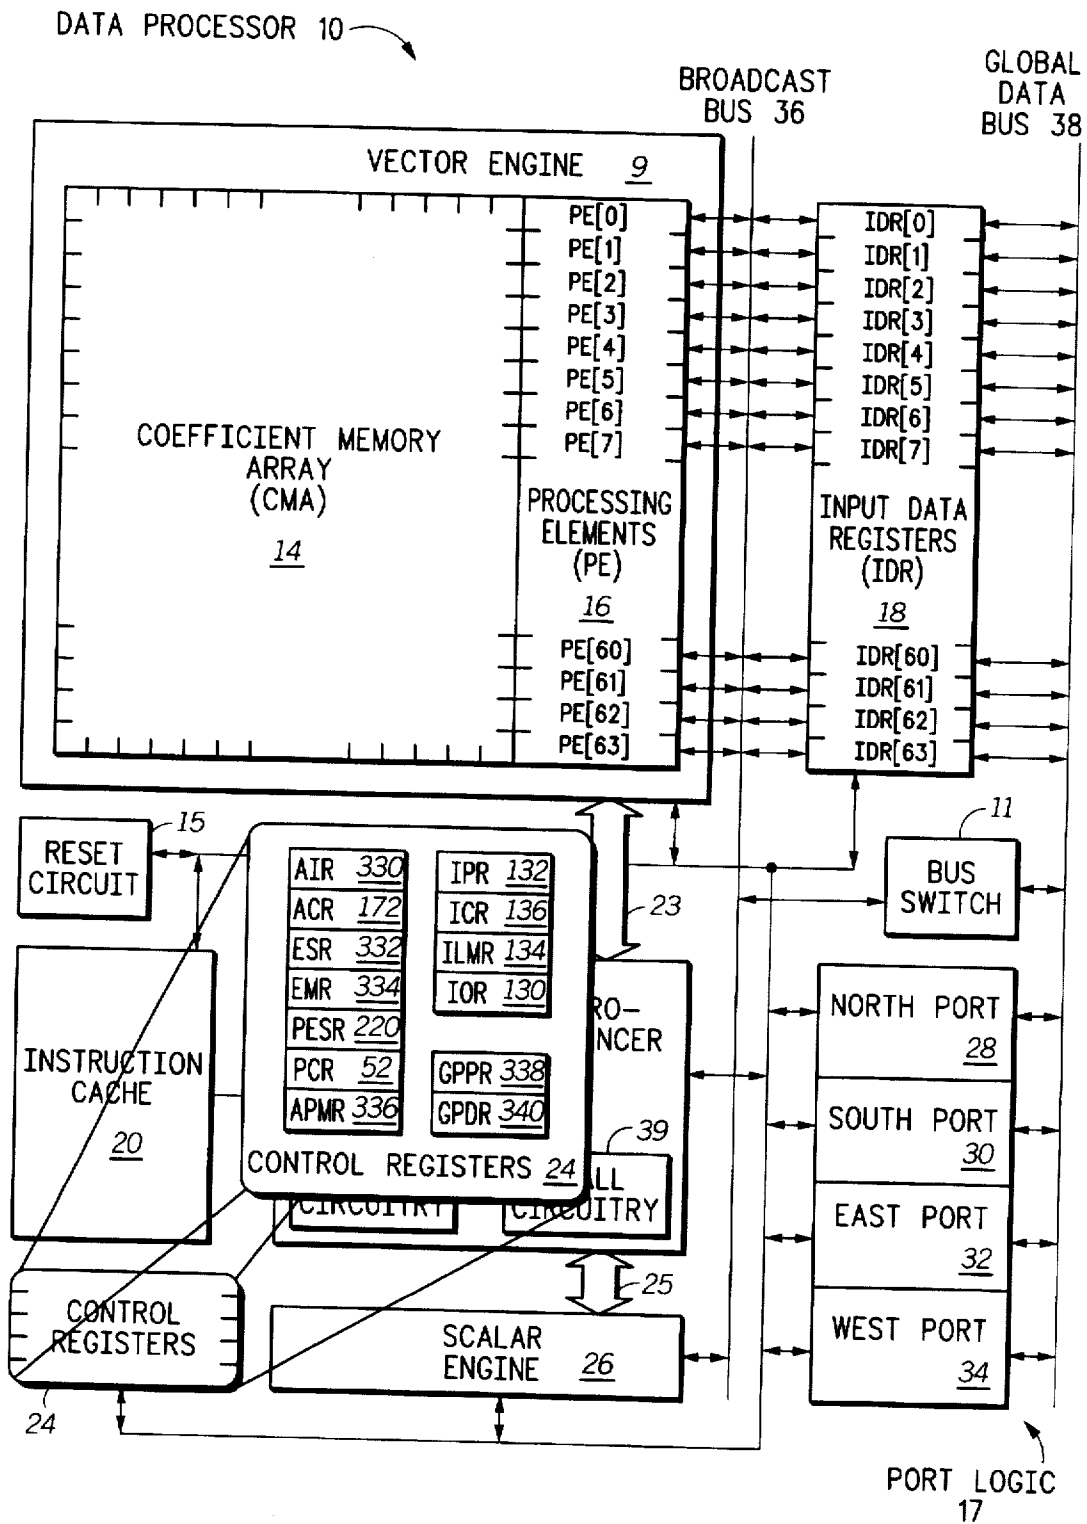 DATA PROCESSOR 10
BROADCAST
BUS 36
GLOBAL
DATA
BUS 38
VECTOR ENGINE 9
PE[0]
PE[1]
PE[2]
PE[3]
PE[4]
PE[5]
PE[6]
PE[7]
COEFFICIENT MEMORY
ARRAY
(CMA)
14
PROCESSING
ELEMENTS
(PE)
16
PE[60]
PE[61]
PE[62]
PE[63]
IDR[0]
IDR[1]
IDR[2]
IDR[3]
IDR[4]
IDR[5]
IDR[6]
IDR[7]
INPUT DATA
REGISTERS
(IDR)
18
IDR[60]
IDR[61]
IDR[62]
IDR[63]
15
RESET
CIRCUIT
11
BUS
SWITCH
23
AIR 330
ACR 172
ESR 332
EMR 334
PESR 220
PCR 52
APMR 336
IPR 132
ICR 136
ILMR 134
IOR 130
GPPR 338
GPDR 340
CONTROL REGISTERS 24
INSTRUCTION
CACHE
20
RO-
NCER
39
ALL
CIRCUITRY
CIRCUITRY
NORTH PORT
28
SOUTH PORT
30
EAST PORT
32
WEST PORT
34
25
CONTROL
REGISTERS
24
SCALAR
ENGINE
26
PORT LOGIC
17